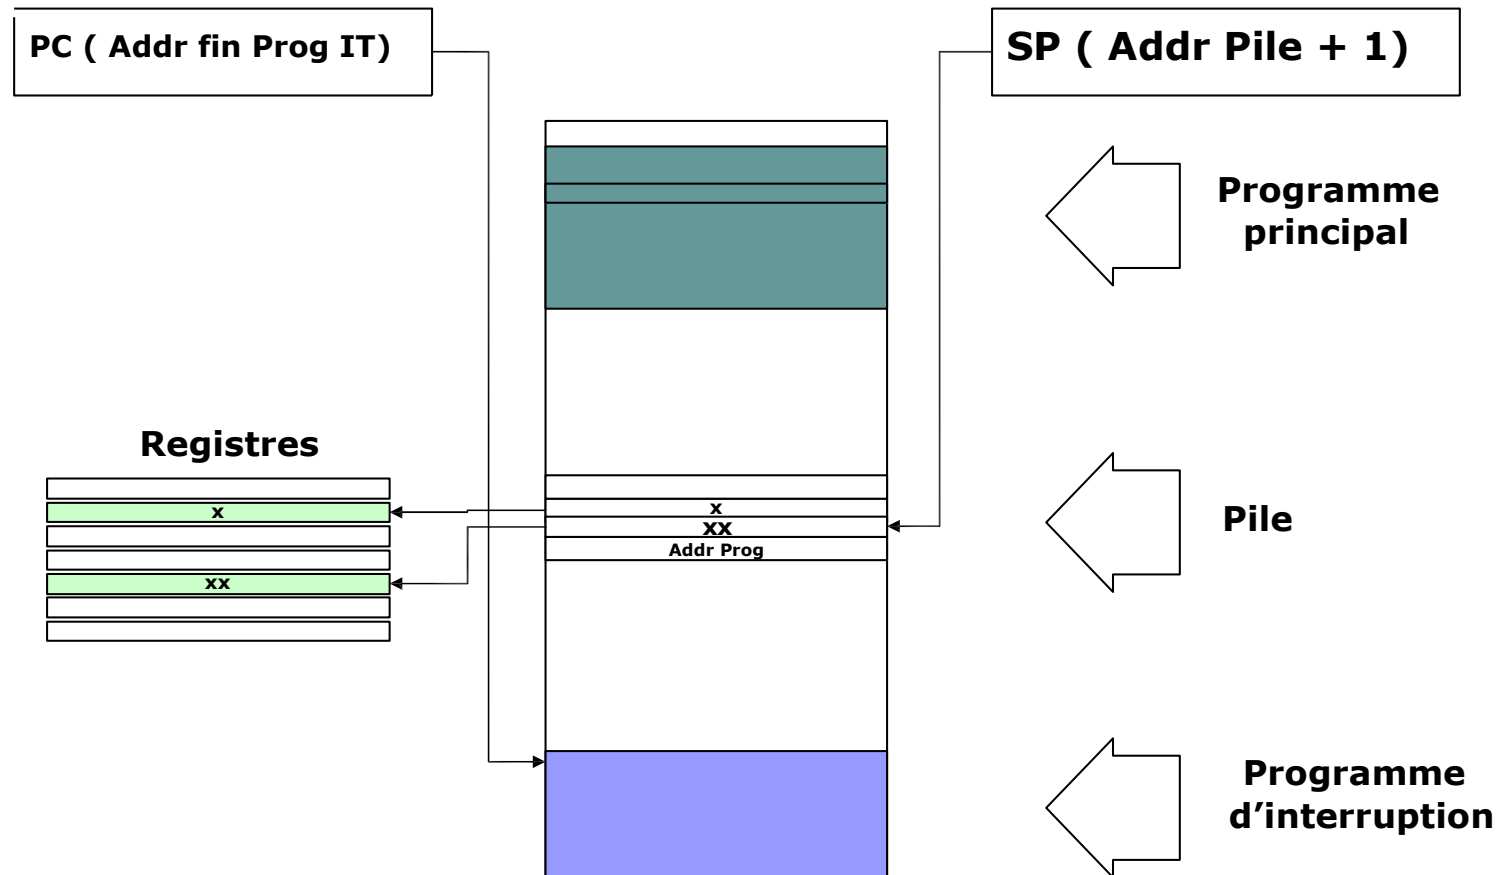 PC ( Addr fin Prog IT)
SP ( Addr Pile + 1)
Programme
principal
Registres
x
xx
x
xx
Addr Prog
Pile
Programme
d’interruption